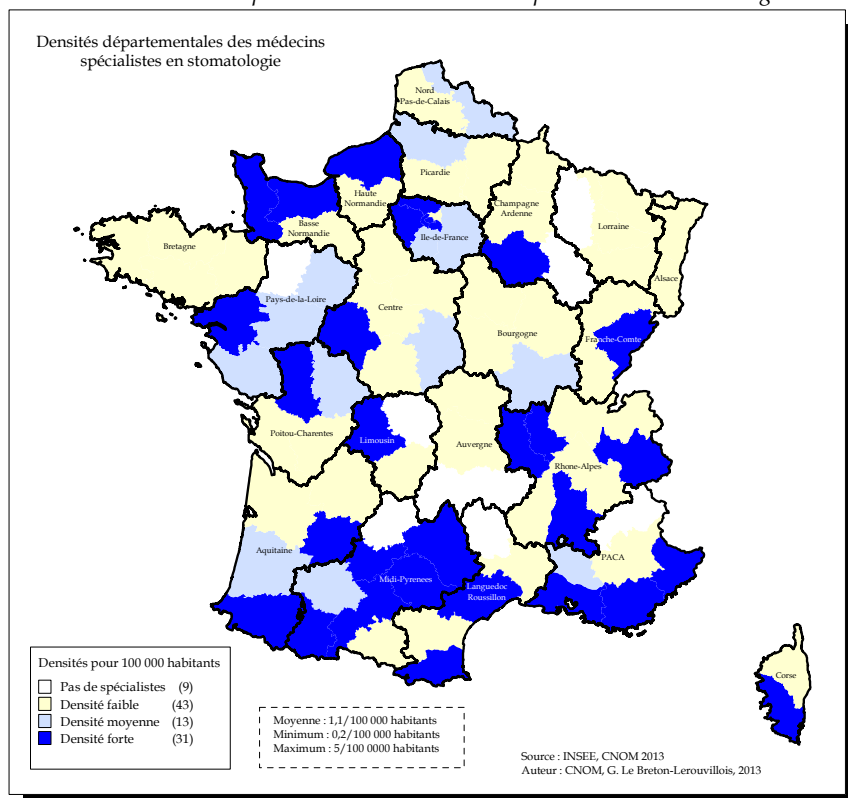 Densités départementales des médecins
spécialistes en stomatologie
Nord
Pas-de-Calais
Picardie
Haute
Normandie
Basse
Normandie
Champagne
Ardenne
Lorraine
Ile-de-France
Alsace
Bretagne
Pays-de-la-Loire
Centre
Bourgogne
Franche-Comte
Poitou-Charentes
Limousin
Auvergne
Rhone-Alpes
Aquitaine
Midi-Pyrenees
Languedoc
Roussillon
PACA
Corse
Densités pour 100 000 habitants
Pas de spécialistes (9)
Densité faible (43)
Densité moyenne (13)
Densité forte (31)
Moyenne : 1,1/100 000 habitants
Minimum : 0,2/100 000 habitants
Maximum : 5/100 0000 habitants
Source : INSEE, CNOM 2013
Auteur : CNOM, G. Le Breton-Lerouvillois, 2013